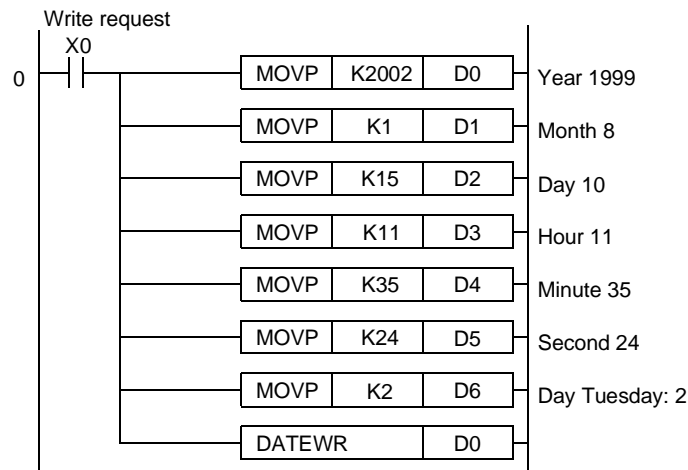 Write request
X0
0 MOVP K2002 D0 Year 1999
MOVP K1 D1 Month 8
MOVP K15 D2 Day 10
MOVP K11 D3 Hour 11
MOVP K35 D4 Minute 35
MOVP K24 D5 Second 24
MOVP K2 D6 Day Tuesday: 2
DATEWR D0